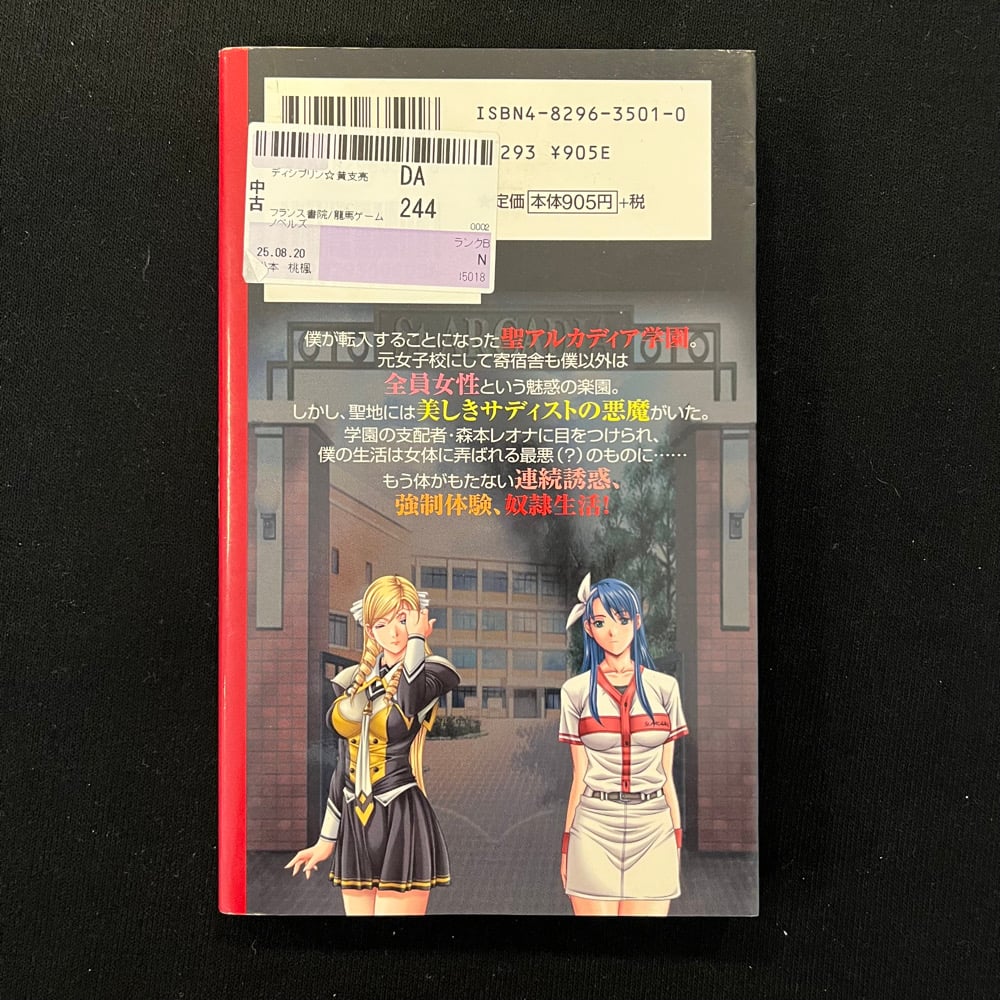 ISBN4-8296-3501-0
293 ¥905E
定価 本体905円 +税
ディシプリン☆黄支亮
DA
中古
フランス書院/龍馬ゲームノベルズ
244
0002
ランクB
25.08.20
N
本 桃楓
I5018
僕が転入することになった聖アルカディア学園。
元女子校にして寄宿舎も僕以外は
全員女性という魅惑の楽園。
しかし、聖地には美しきサディストの悪魔がいた。
学園の支配者・森本レオナに目をつけられ、
僕の生活は女体に弄ばれる最悪(?)のものに……
もう体がもたない連続誘惑、
強制体験、奴隷生活!